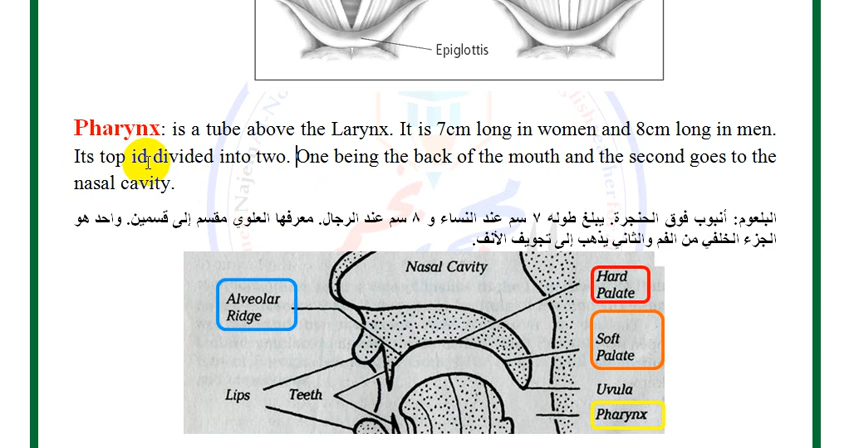 Epiglottis
Pharynx: is a tube above the Larynx. It is 7cm long in women and 8cm long in men.
Its top id divided into two. One being the back of the mouth and the second goes to the
nasal cavity.
البلعوم: أنبوب فوق الحنجرة. يبلغ طوله ٧ سم عند النساء و ٨ سم عند الرجال. معرفها العلوي مقسم إلى قسمين. واحد هو
الجزء الخلفي من الفم والثاني يذهب إلى تجويف الأنف.
Nasal Cavity
Hard
Palate
Alveolar
Ridge
Soft
Palate
Lips
Teeth
Uvula
Pharynx